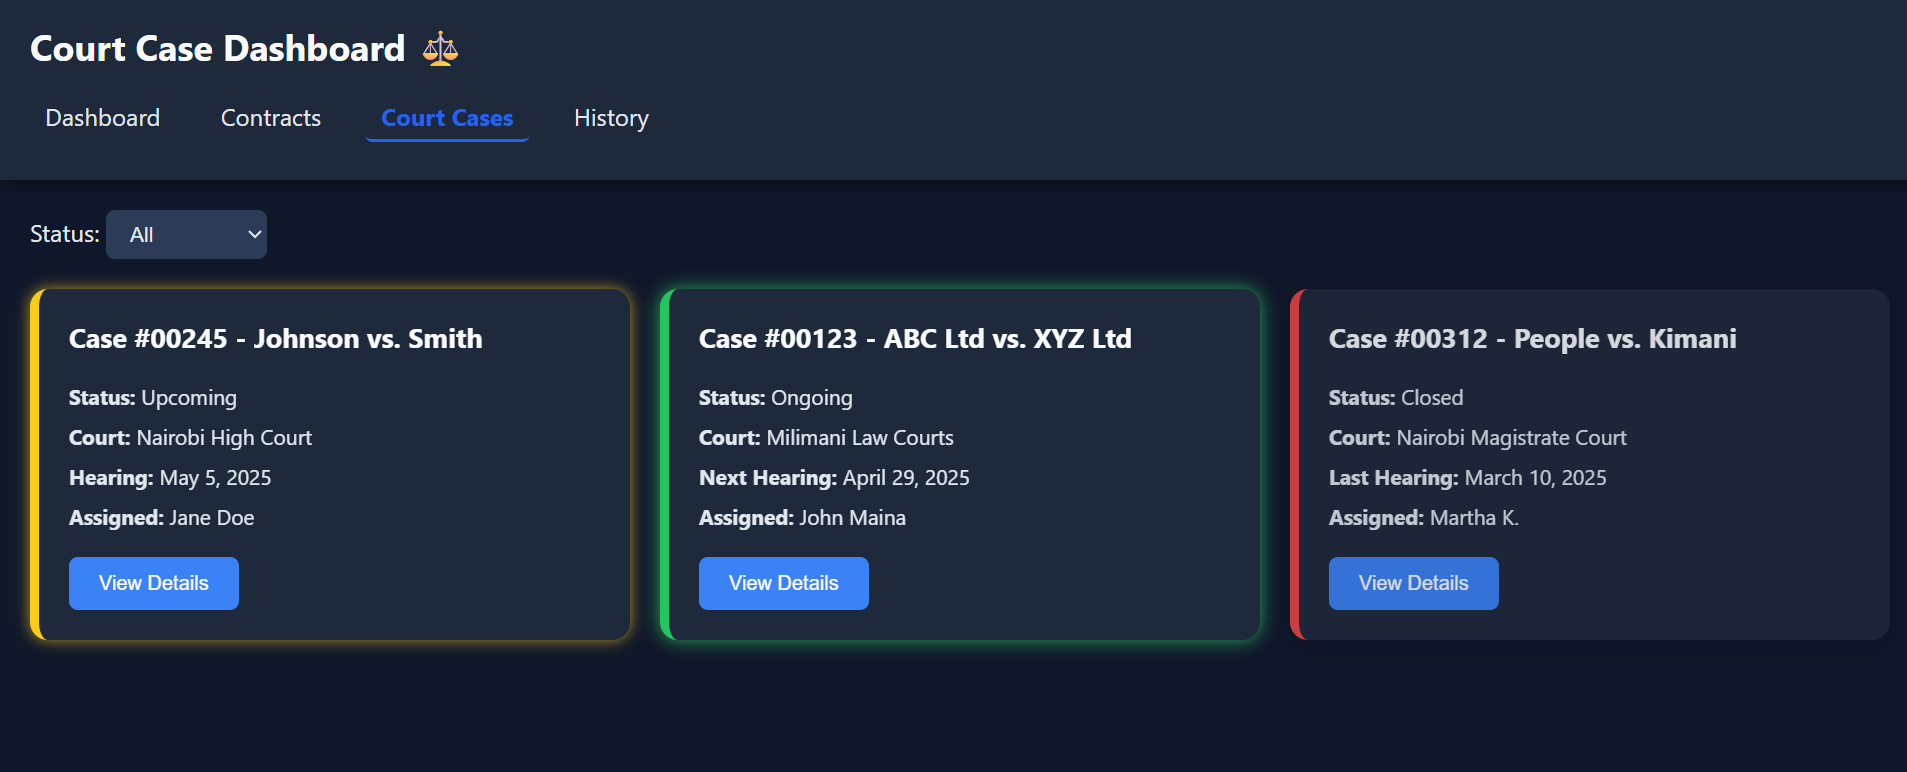 Court Case Dashboard ⚖️
Dashboard Contracts Court Cases History
Status: All
Case #00245 - Johnson vs. Smith
Status: Upcoming
Court: Nairobi High Court
Hearing: May 5, 2025
Assigned: Jane Doe
View Details
Case #00123 - ABC Ltd vs. XYZ Ltd
Status: Ongoing
Court: Milimani Law Courts
Next Hearing: April 29, 2025
Assigned: John Maina
View Details
Case #00312 - People vs. Kimani
Status: Closed
Court: Nairobi Magistrate Court
Last Hearing: March 10, 2025
Assigned: Martha K.
View Details